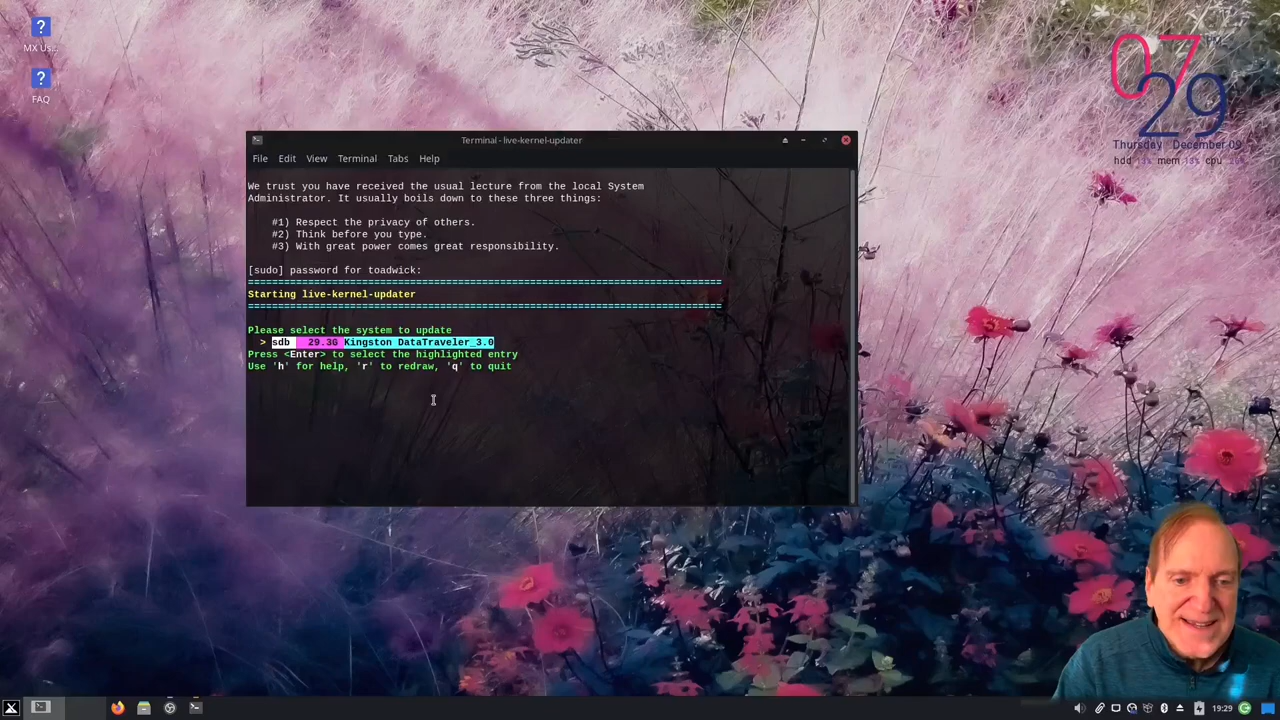 MX Us...
FAQ
07
29
Thursday December 09
hdd 13% mem 13% cpu
Terminal - live-kernel-updater
File Edit View Terminal Tabs Help
We trust you have received the usual lecture from the local System
Administrator. It usually boils down to these three things:
#1) Respect the privacy of others.
#2) Think before you type.
#3) With great power comes great responsibility.
[sudo] password for toadwick:
========================================================================
Starting live-kernel-updater
========================================================================
Please select the system to update
> sdb 29.3G Kingston DataTraveler_3.0
Press <Enter> to select the highlighted entry
Use 'h' for help, 'r' to redraw, 'q' to quit
19:29